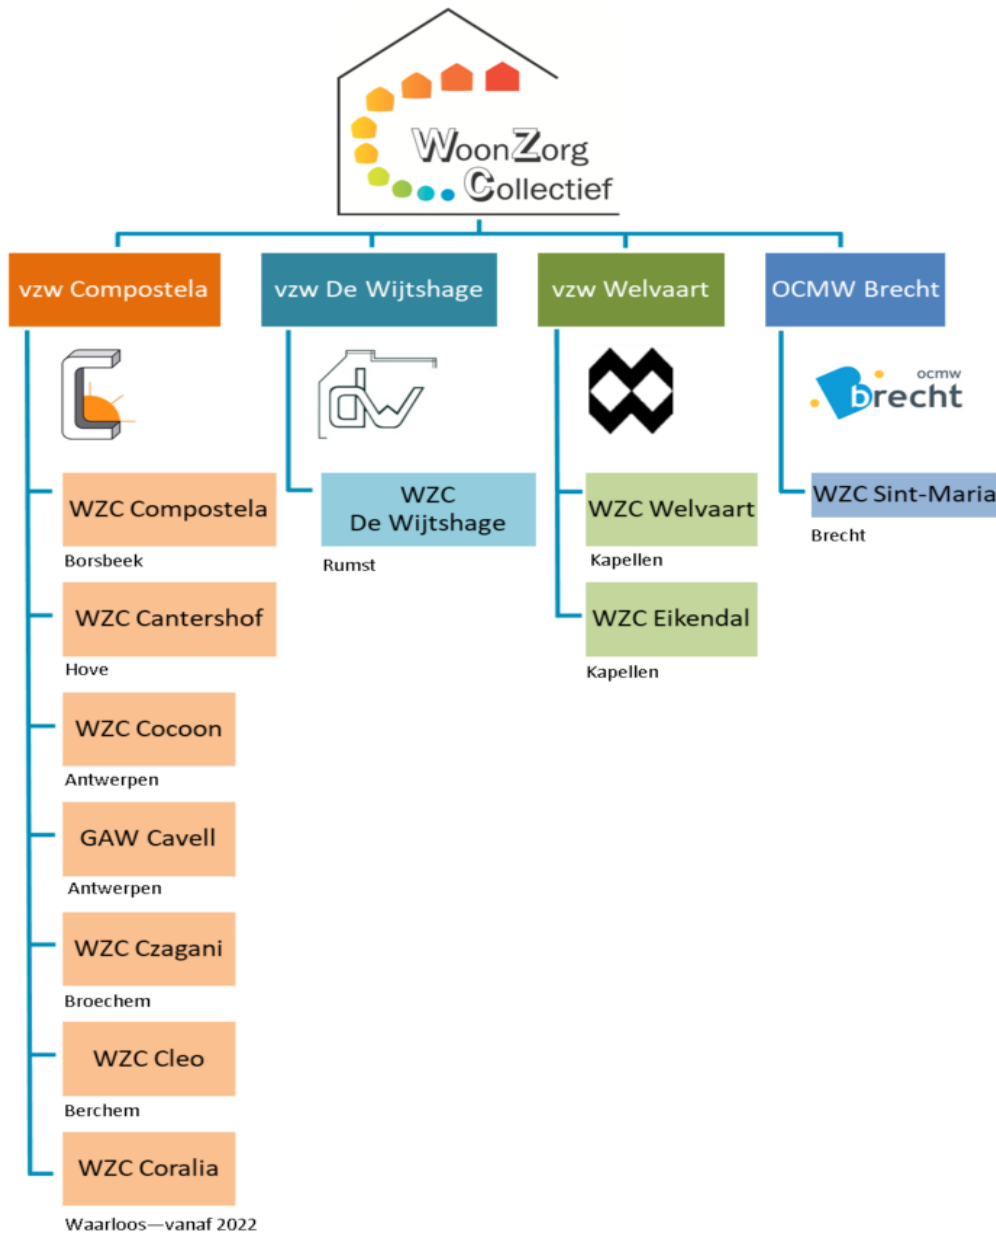 WoonZorg
Collectief
vzw Compostela
WZC Compostela
Borsbeek
WZC Cantershof
Hove
WZC Cocoon
Antwerpen
GAW Cavell
Antwerpen
WZC Czagani
Broechem
WZC Cleo
Berchem
WZC Coralia
Waarloos—vanaf 2022
vzw De Wijtshage
dw
WZC
De Wijtshage
Rumst
vzw Welvaart
WZC Welvaart
Kapellen
WZC Eikendal
Kapellen
OCMW Brecht
ocmw
brecht
WZC Sint-Maria
Brecht